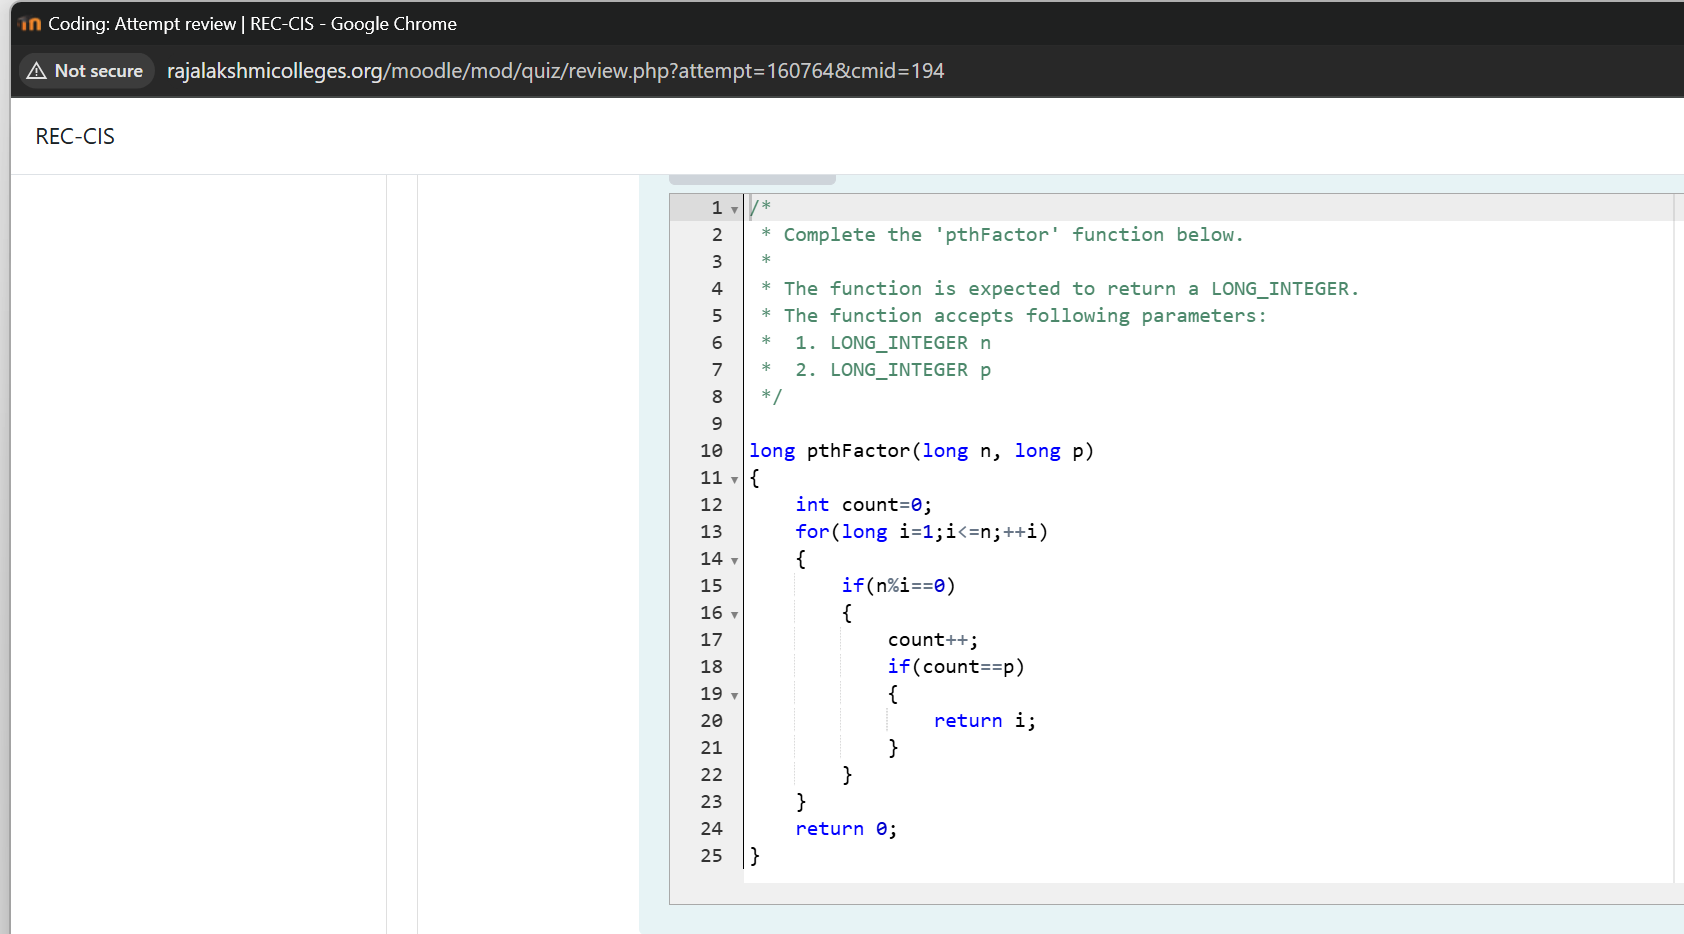 Coding: Attempt review | REC-CIS - Google Chrome
Not secure rajalakshmicolleges.org/moodle/mod/quiz/review.php?attempt=160764&cmid=194
REC-CIS
1 /*
2  * Complete the 'pthFactor' function below.
3  *
4  * The function is expected to return a LONG_INTEGER.
5  * The function accepts following parameters:
6  *  1. LONG_INTEGER n
7  *  2. LONG_INTEGER p
8  */
9
10 long pthFactor(long n, long p)
11 {
12     int count=0;
13     for(long i=1;i<=n;++i)
14     {
15         if(n%i==0)
16         {
17             count++;
18             if(count==p)
19             {
20                 return i;
21             }
22         }
23     }
24     return 0;
25 }